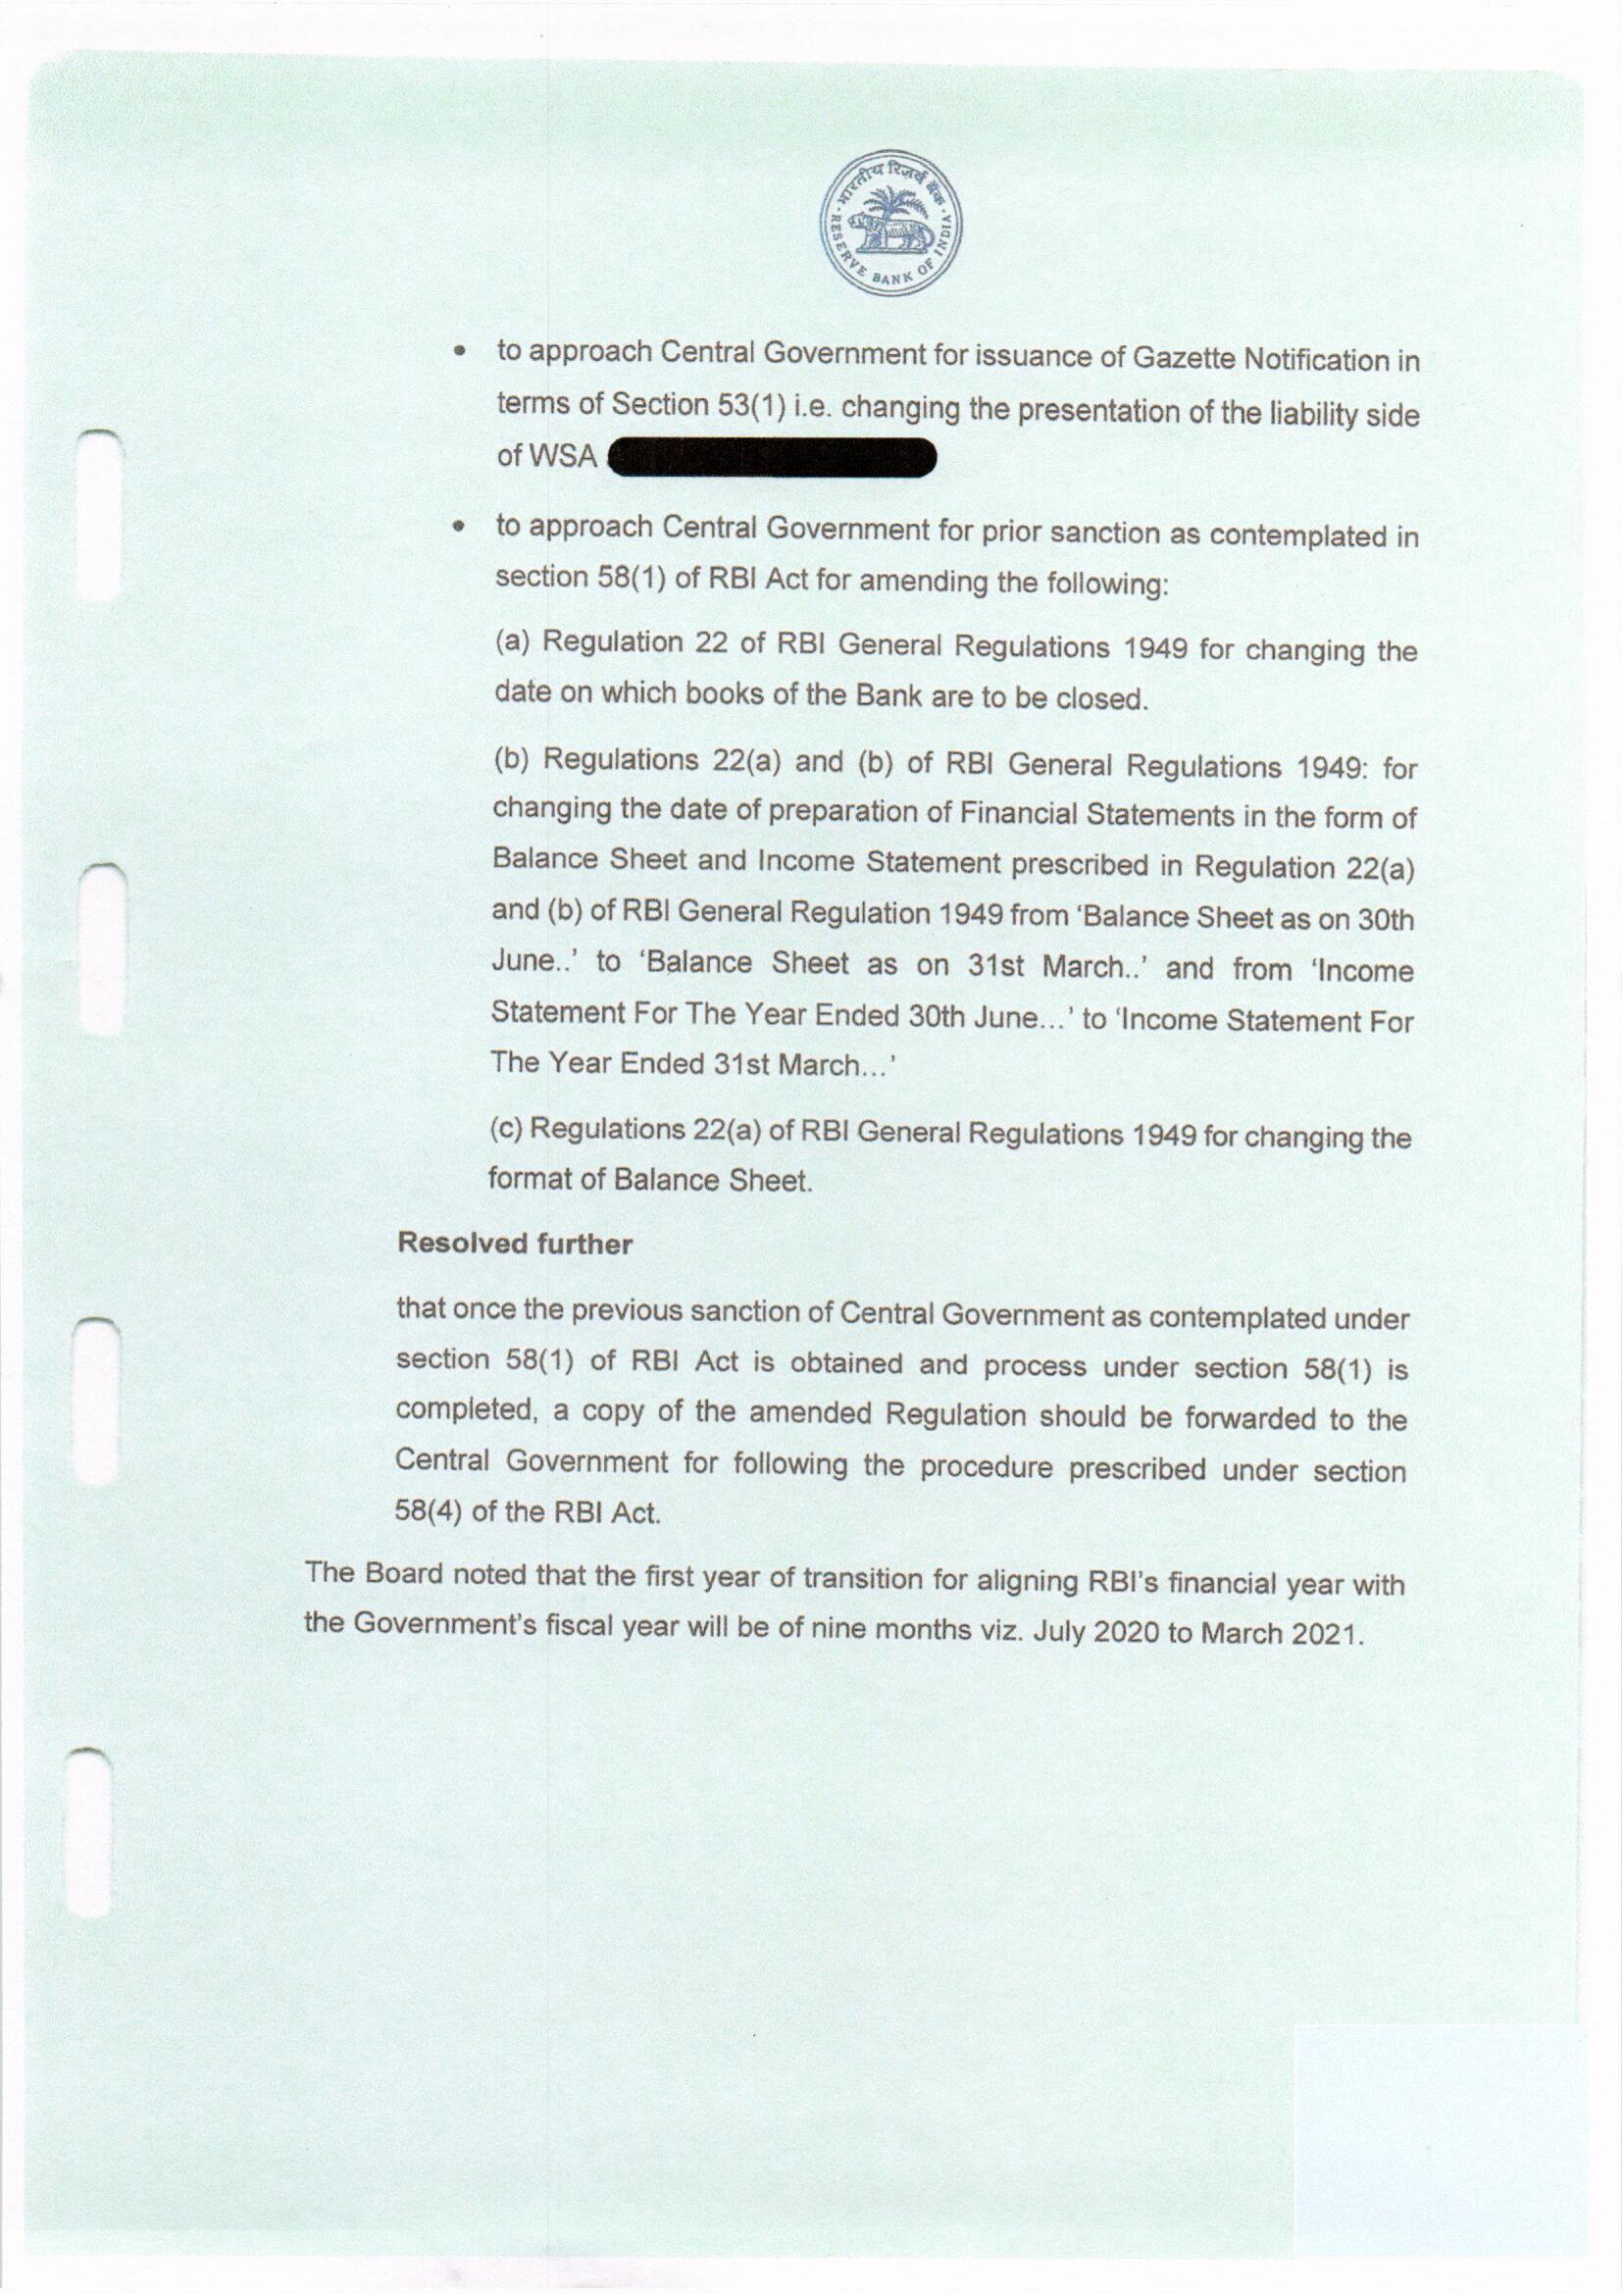 भारतीय रिज़र्व बैंक
RESERVE BANK OF INDIA
• to approach Central Government for issuance of Gazette Notification in
terms of Section 53(1) i.e. changing the presentation of the liability side
of WSA
• to approach Central Government for prior sanction as contemplated in
section 58(1) of RBI Act for amending the following:
(a) Regulation 22 of RBI General Regulations 1949 for changing the
date on which books of the Bank are to be closed.
(b) Regulations 22(a) and (b) of RBI General Regulations 1949: for
changing the date of preparation of Financial Statements in the form of
Balance Sheet and Income Statement prescribed in Regulation 22(a)
and (b) of RBI General Regulation 1949 from ‘Balance Sheet as on 30th
June..’ to ‘Balance Sheet as on 31st March..’ and from ‘Income
Statement For The Year Ended 30th June...’ to ‘Income Statement For
The Year Ended 31st March...’
(c) Regulations 22(a) of RBI General Regulations 1949 for changing the
format of Balance Sheet.
Resolved further
that once the previous sanction of Central Government as contemplated under
section 58(1) of RBI Act is obtained and process under section 58(1) is
completed, a copy of the amended Regulation should be forwarded to the
Central Government for following the procedure prescribed under section
58(4) of the RBI Act.
The Board noted that the first year of transition for aligning RBI’s financial year with
the Government’s fiscal year will be of nine months viz. July 2020 to March 2021.